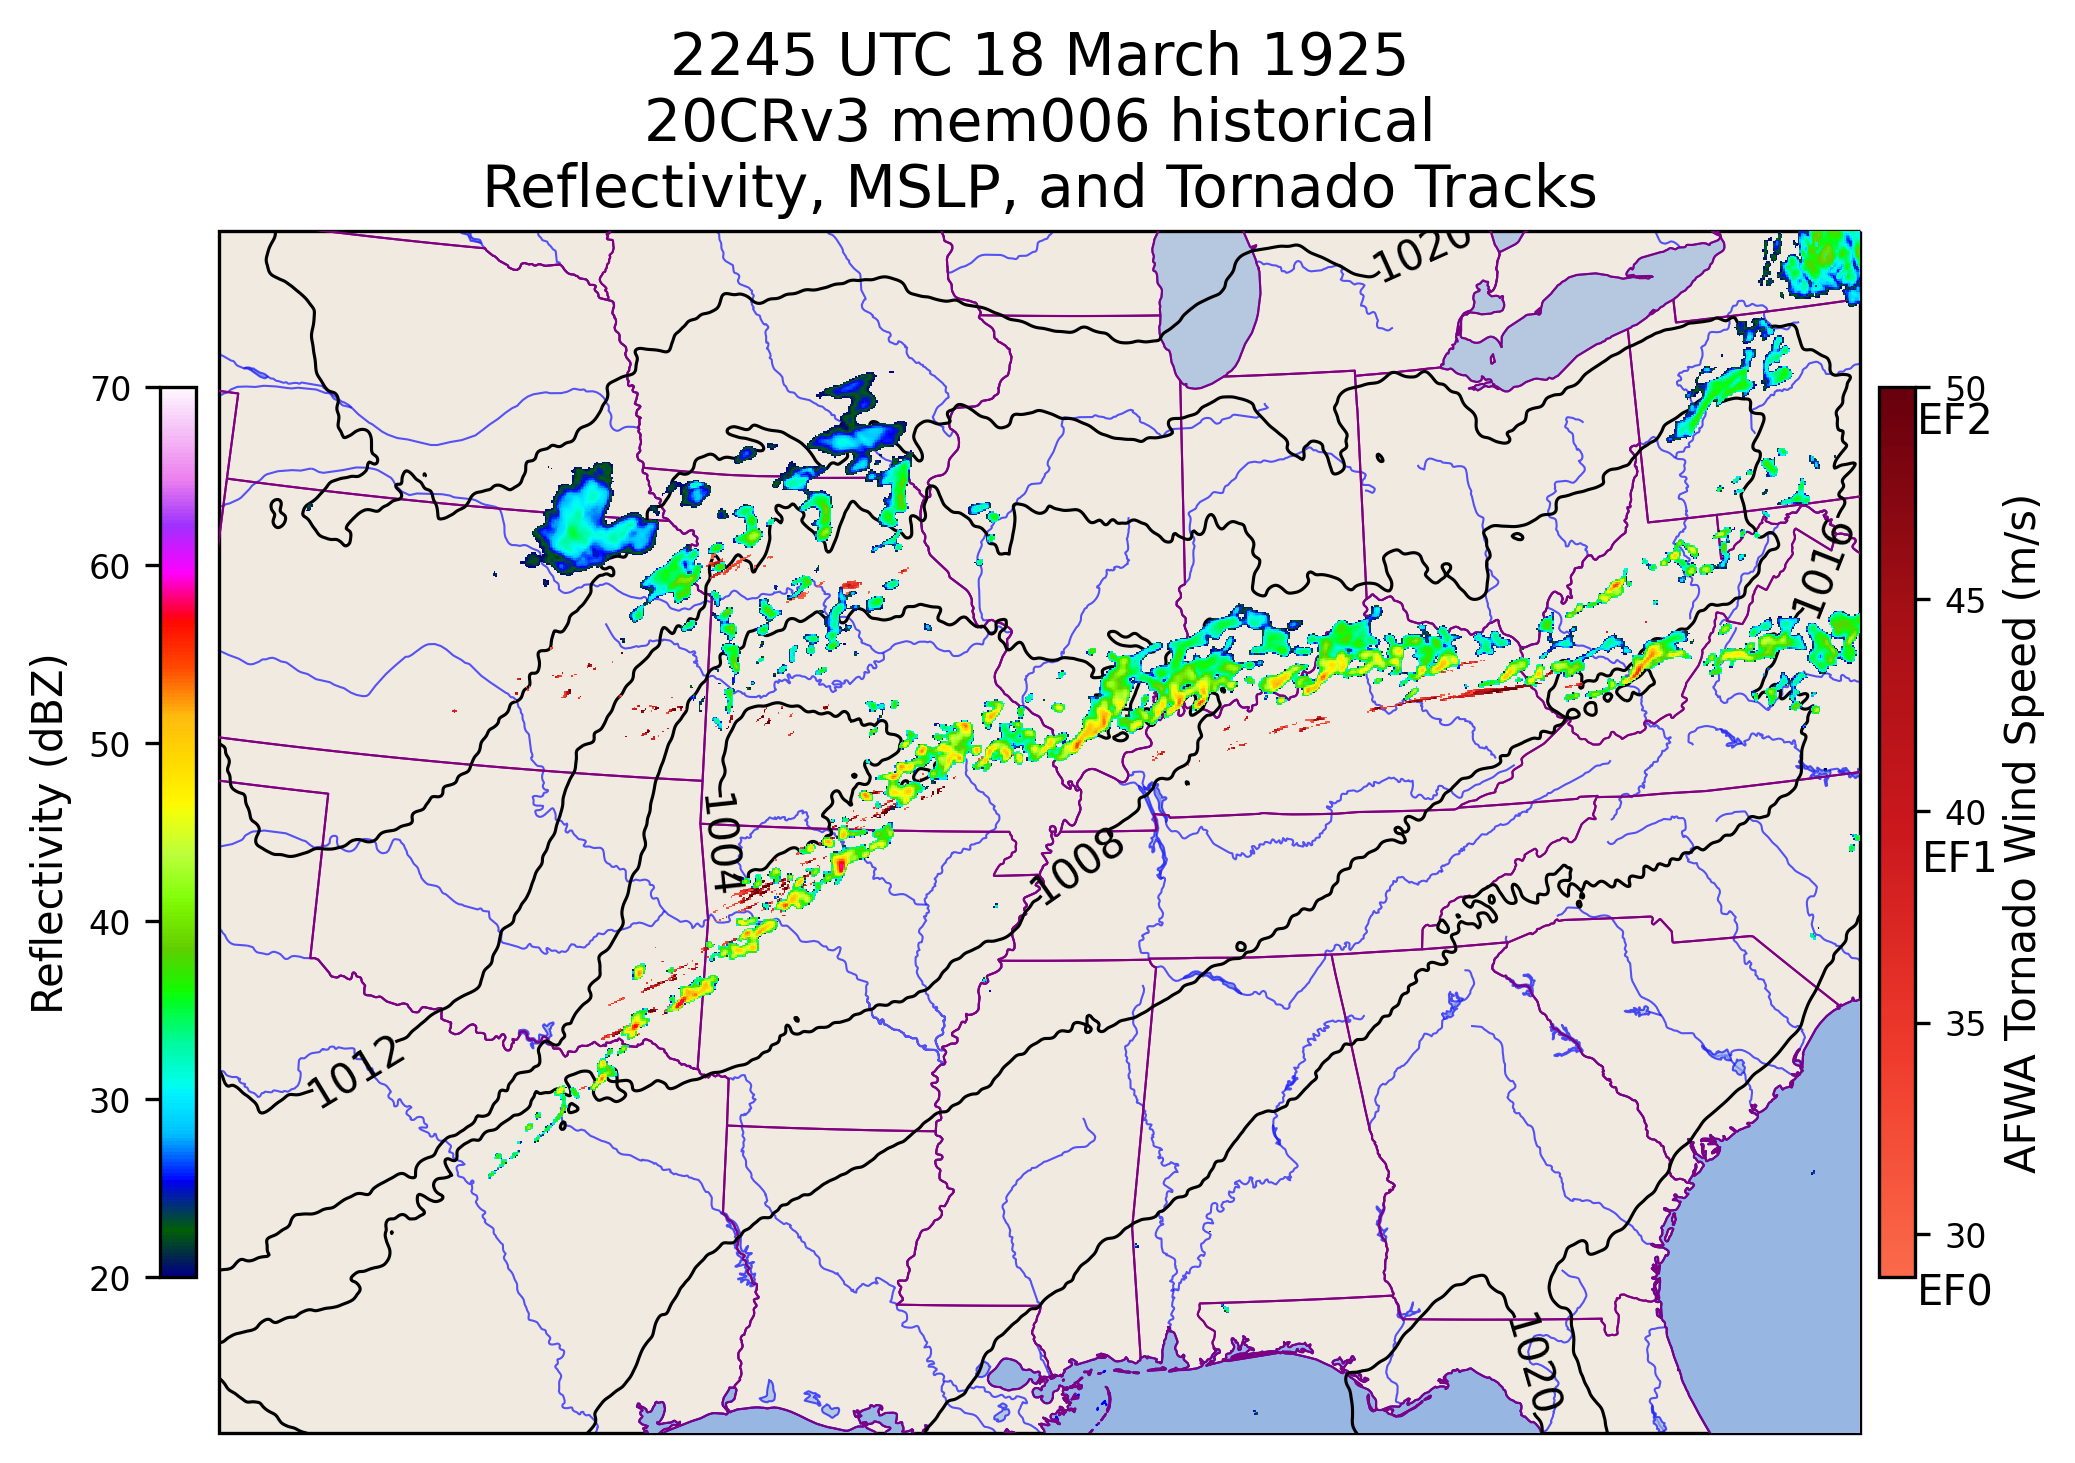 2245 UTC 18 March 1925
20CRv3 mem006 historical
Reflectivity, MSLP, and Tornado Tracks
Reflectivity (dBZ)
70
60
50
40
30
20
1020
1016
1004
1008
1012
1020
50
EF2
45
40
EF1
35
30
EF0
AFWA Tornado Wind Speed (m/s)